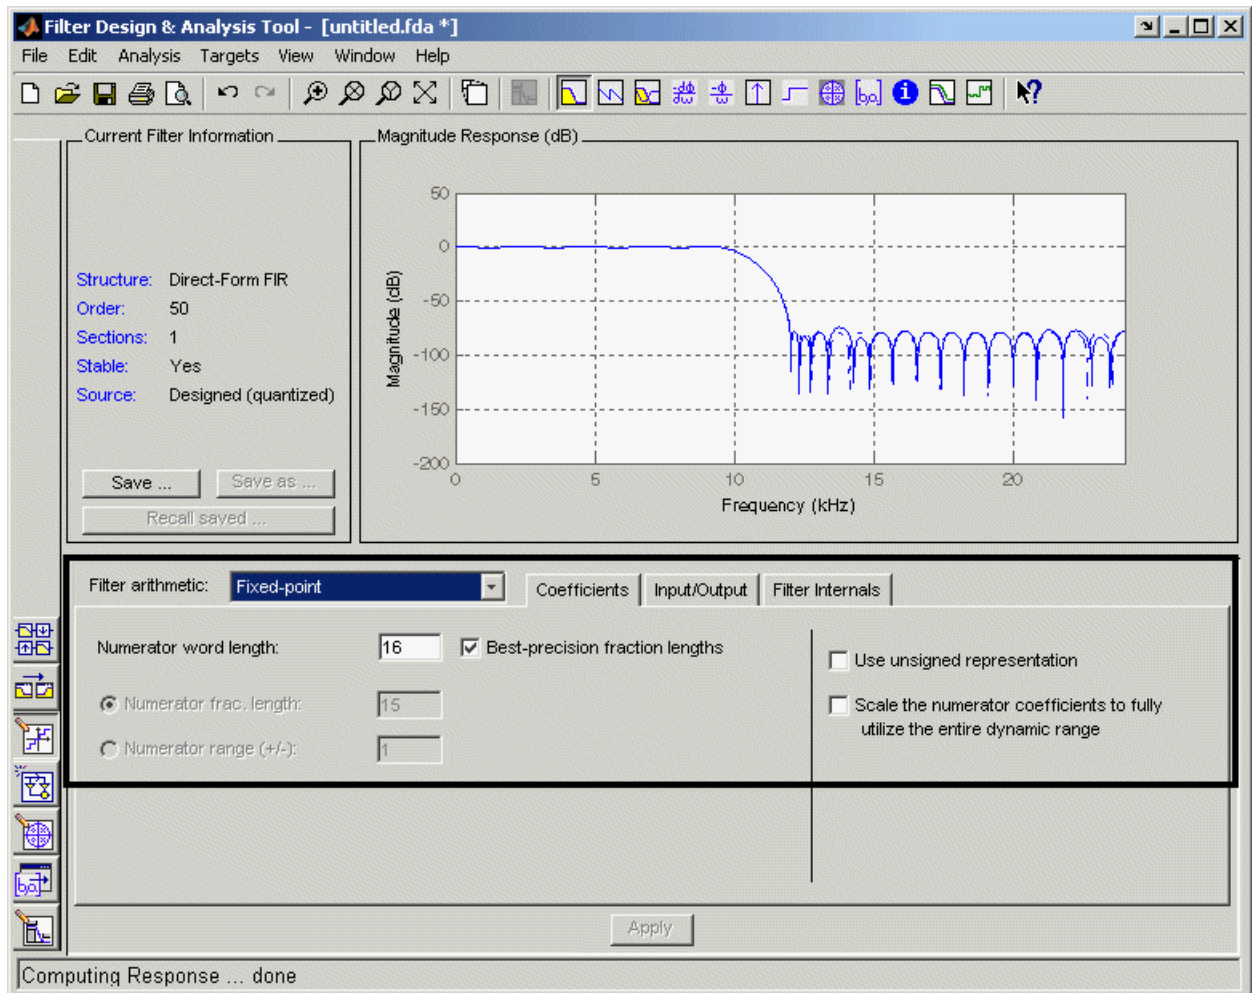 Filter Design & Analysis Tool - [untitled.fda *]
File Edit Analysis Targets View Window Help
Current Filter Information
Structure: Direct-Form FIR
Order: 50
Sections: 1
Stable: Yes
Source: Designed (quantized)
Save ...
Save as ...
Recall saved ...
Magnitude Response (dB)
50
0
-50
-100
-150
-200
Magnitude (dB)
0 5 10 15 20
Frequency (kHz)
Filter arithmetic: Fixed-point
Coefficients Input/Output Filter Internals
Numerator word length: 16
Best-precision fraction lengths
Numerator frac. length: 15
Numerator range (+/-): 1
Use unsigned representation
Scale the numerator coefficients to fully
utilize the entire dynamic range
Apply
Computing Response ... done